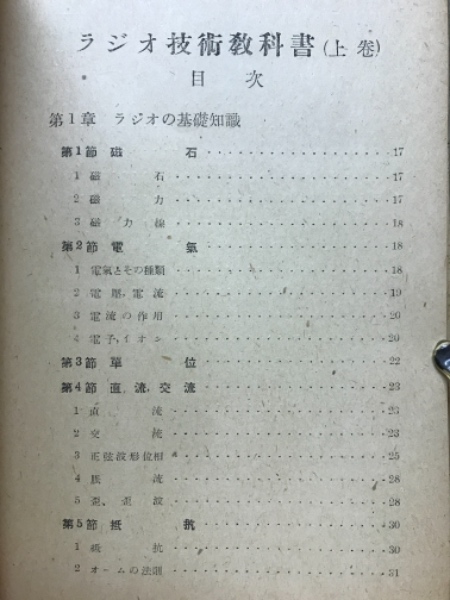 ラジオ技術教科書(上巻)
目次
第1章 ラジオの基礎知識
第1節 磁石 17
1 磁石 17
2 磁力 17
3 磁力線 18
第2節 電氣 18
1 電氣とその種類 18
2 電壓,電流 19
3 電流の作用 20
4 電子,イオン 20
第3節 單位 22
第4節 直流,交流 23
1 直流 23
2 交流 23
3 正弦波形位相 25
4 脈流 28
5 歪、歪波 28
第5節 抵抗 30
1 抵抗 30
2 オームの法則 31